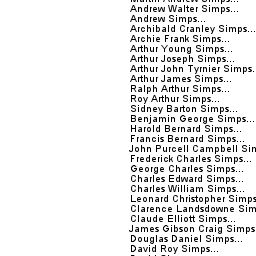 Andrew Walter Simps...
Andrew Simps...
Archibald Cranley Simps...
Archie Frank Simps...
Arthur Young Simps...
Arthur Joseph Simps...
Arthur John Tyrnier Simps.
Arthur James Simps...
Ralph Arthur Simps...
Roy Arthur Simps...
Sidney Barton Simps...
Benjamin George Simps...
Harold Bernard Simps...
Francis Bernard Simps...
John Purcell Campbell Sim
Frederick Charles Simps...
George Charles Simps...
Charles Edward Simps...
Charles William Simps...
Leonard Christopher Simps
Clarence Landsdowne Sim
Claude Elliott Simps...
James Gibson Craig Simps
Douglas Daniel Simps...
David Roy Simps...